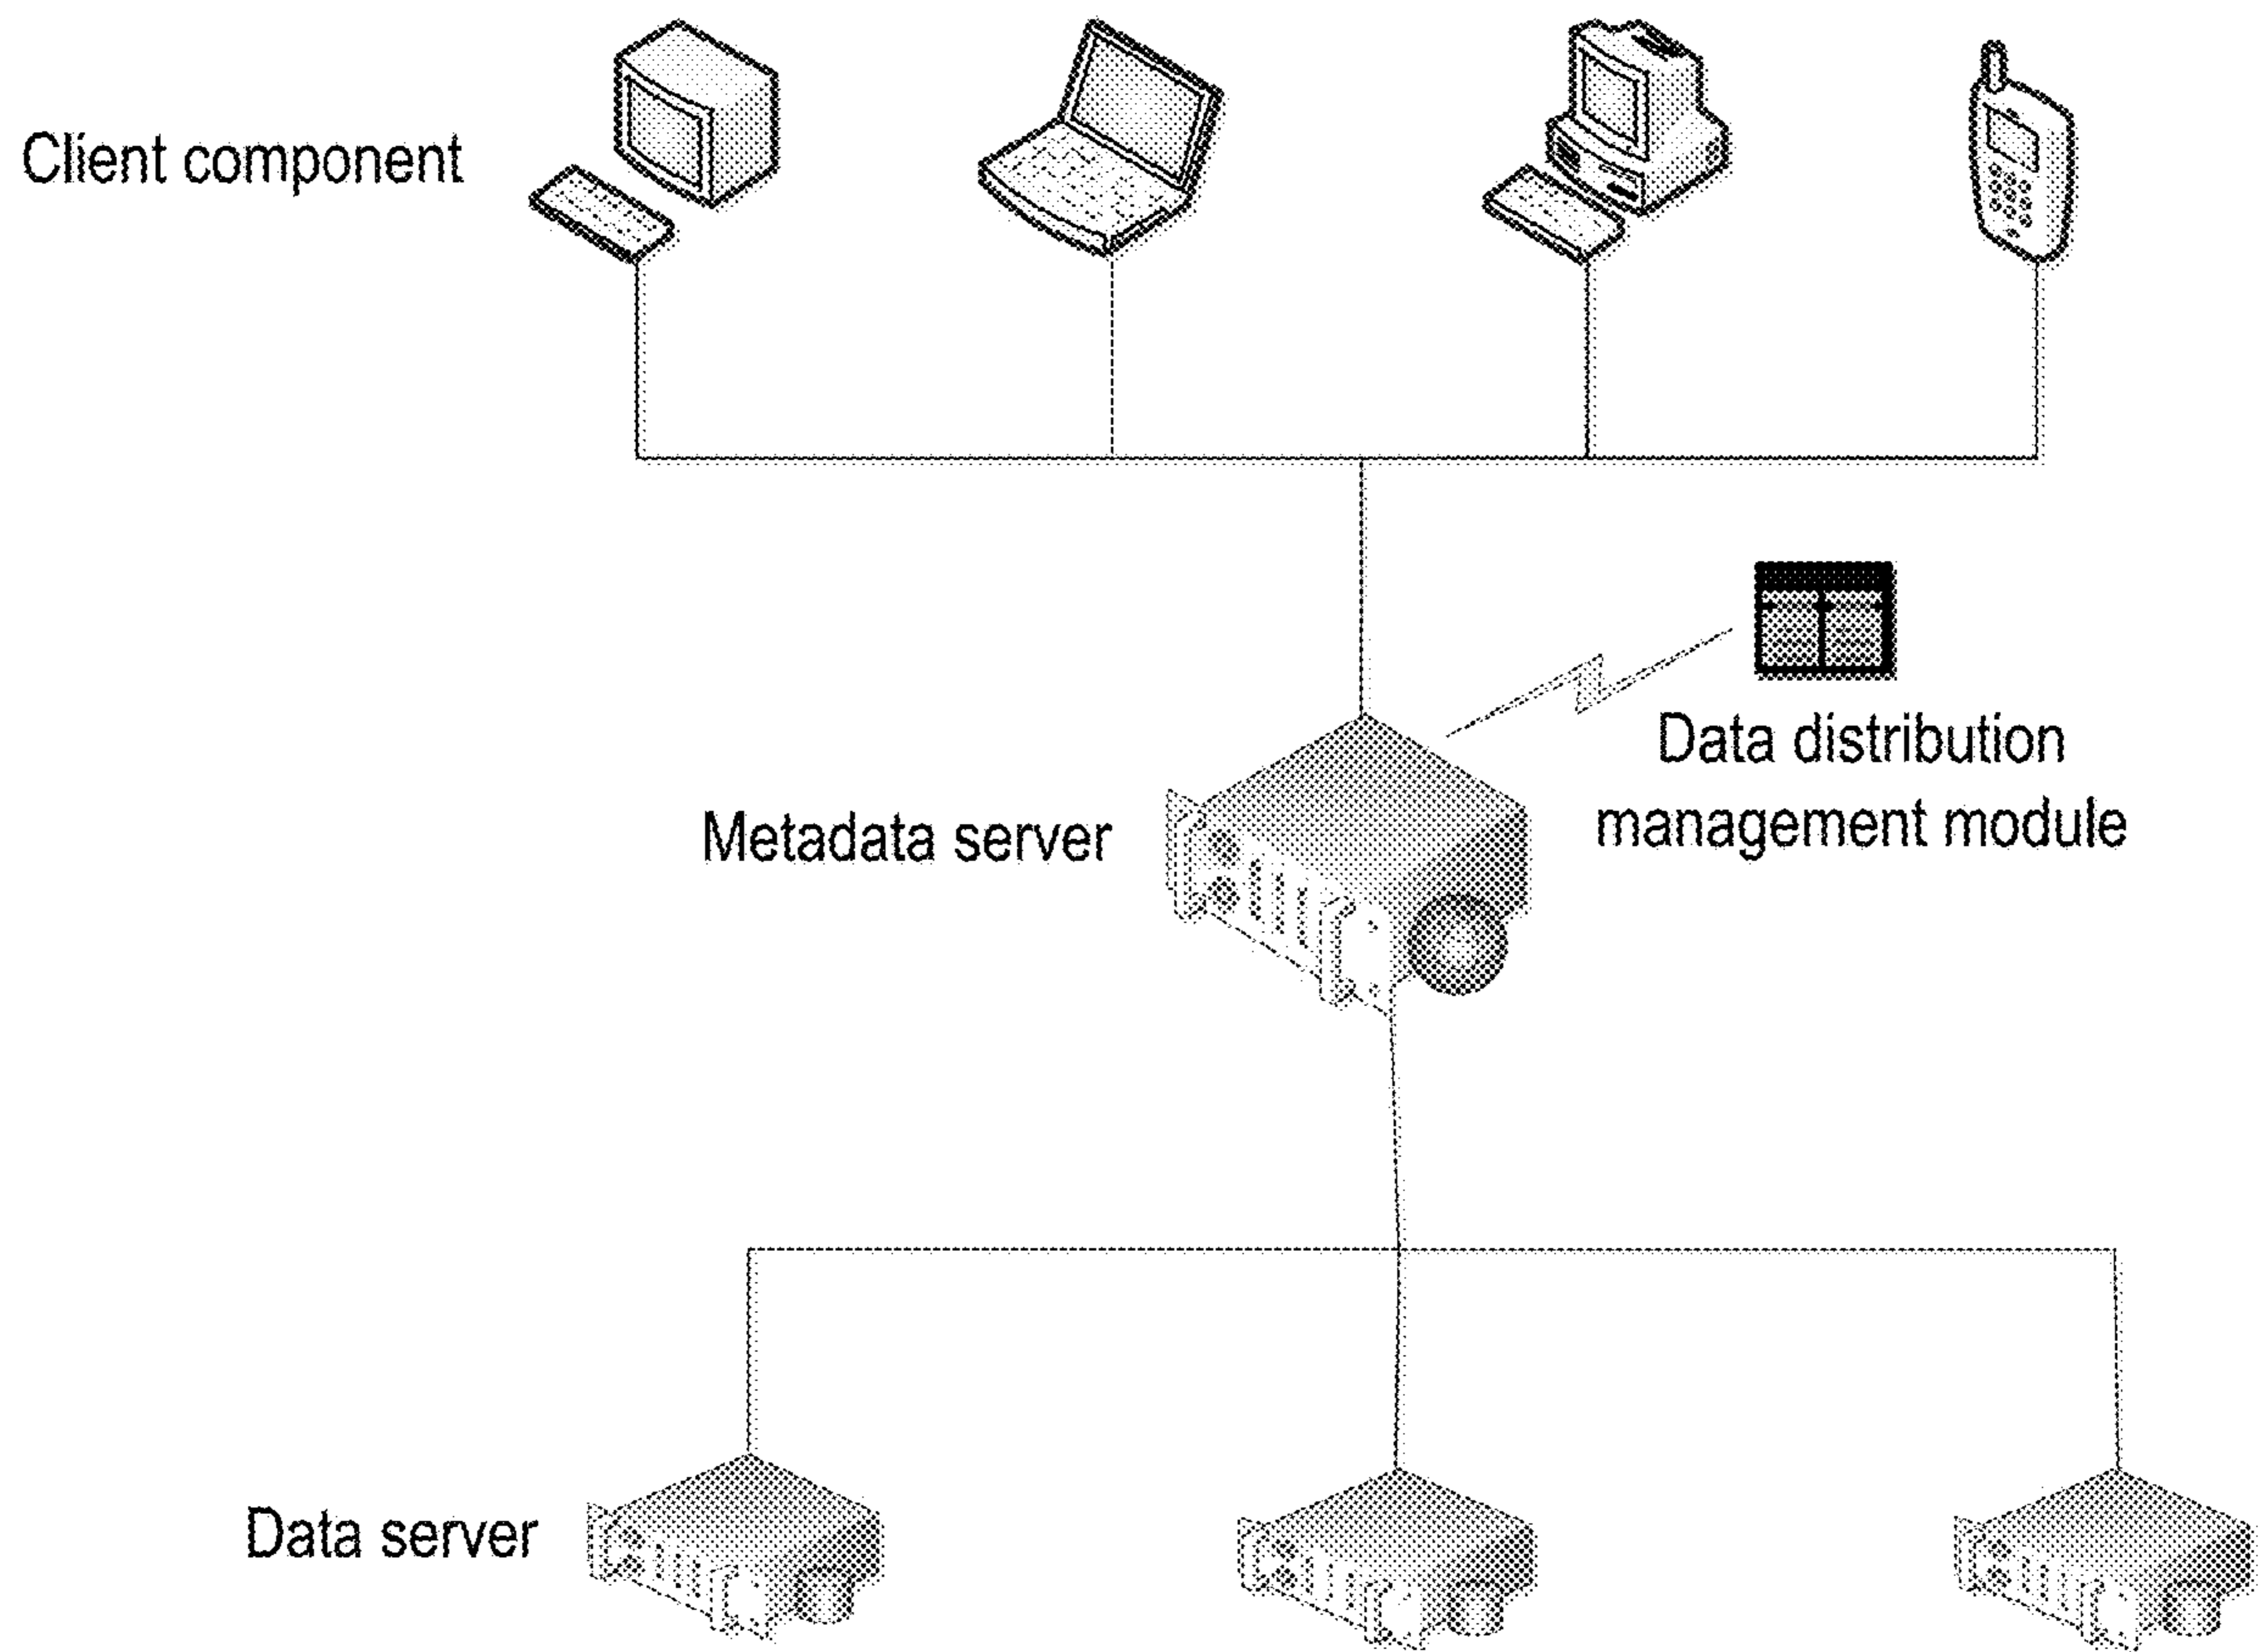 Client component
Data distribution
management module
Metadata server
Data server